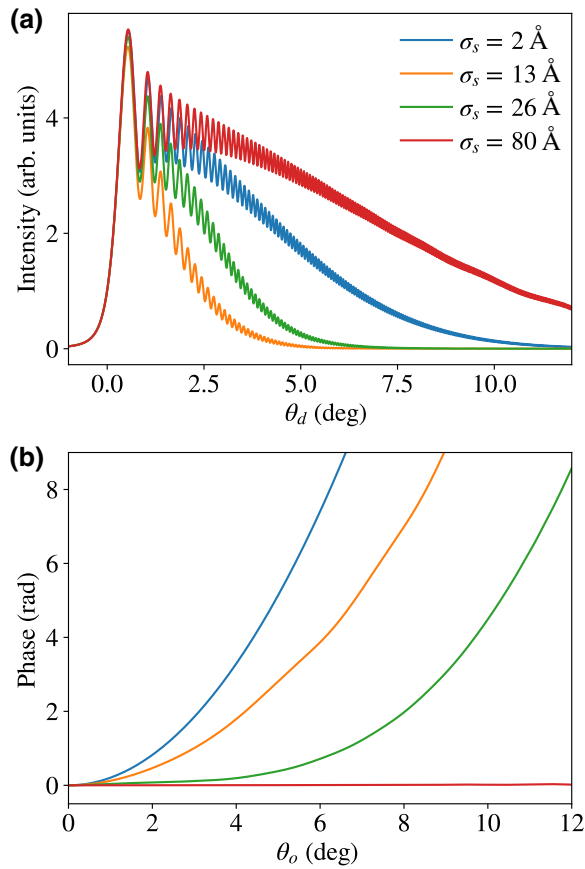 (a)
Intensity (arb. units)
4
2
0
σₛ = 2 Å
σₛ = 13 Å
σₛ = 26 Å
σₛ = 80 Å
0.0 2.5 5.0 7.5 10.0
θ_d (deg)
(b)
Phase (rad)
8
6
4
2
0
0 2 4 6 8 10 12
θₒ (deg)